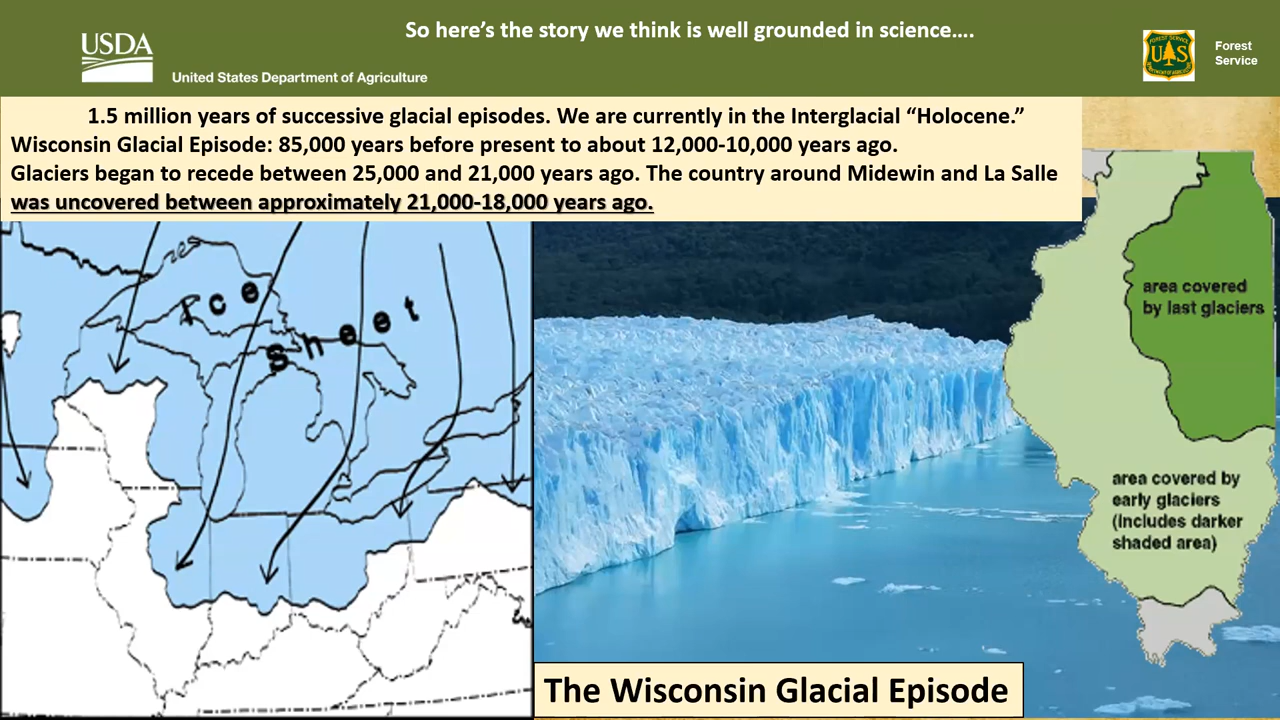 So here’s the story we think is well grounded in science….
USDA
United States Department of Agriculture
FOREST SERVICE
U S
DEPARTMENT OF AGRICULTURE
Forest
Service
1.5 million years of successive glacial episodes. We are currently in the Interglacial “Holocene.”
Wisconsin Glacial Episode: 85,000 years before present to about 12,000-10,000 years ago.
Glaciers began to recede between 25,000 and 21,000 years ago. The country around Midewin and La Salle
was uncovered between approximately 21,000-18,000 years ago.
Ice
Sheet
area covered
by last glaciers
area covered by
early glaciers
(includes darker
shaded area)
The Wisconsin Glacial Episode